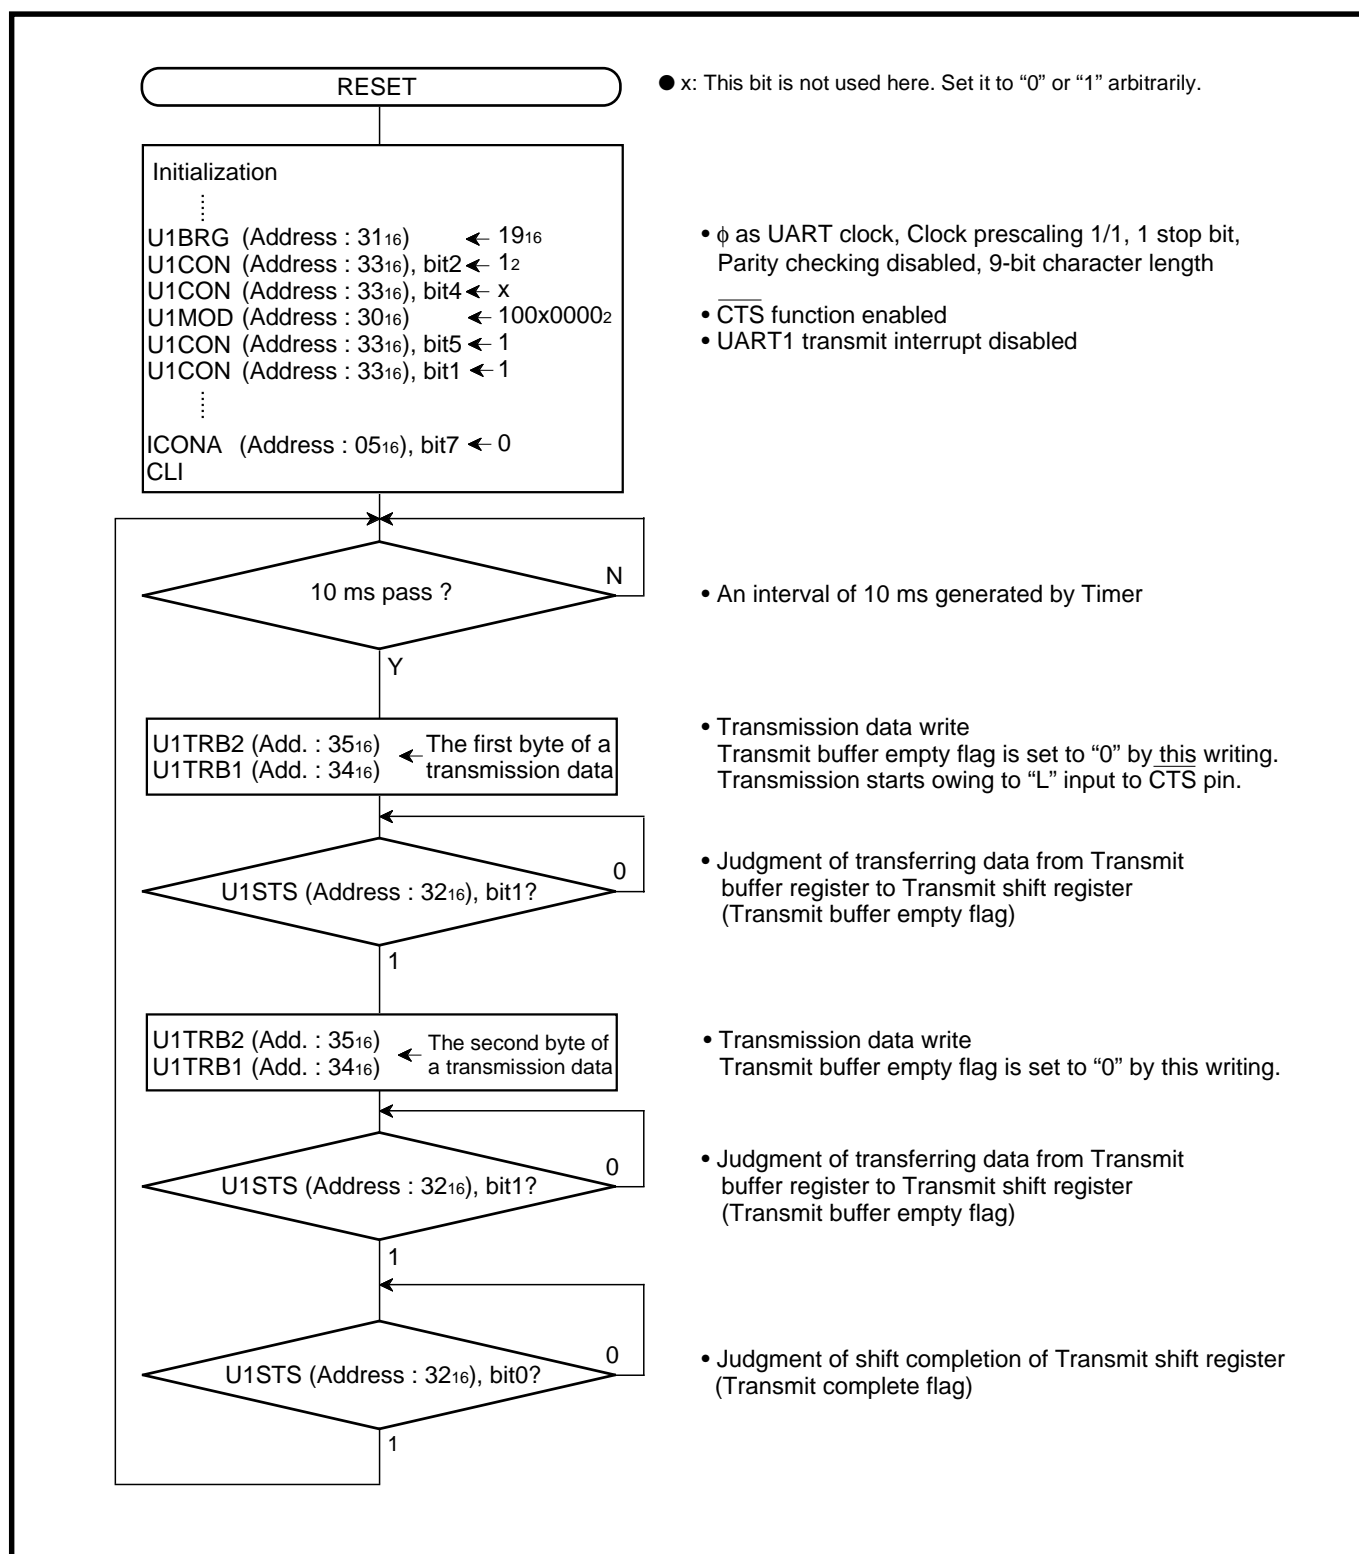 RESET
● x: This bit is not used here. Set it to “0” or “1” arbitrarily.
Initialization
U1BRG (Address : 31₁₆) ← 19₁₆
U1CON (Address : 33₁₆), bit2 ← 1₂
U1CON (Address : 33₁₆), bit4 ← x
U1MOD (Address : 30₁₆) ← 100x0000₂
U1CON (Address : 33₁₆), bit5 ← 1
U1CON (Address : 33₁₆), bit1 ← 1
ICONA (Address : 05₁₆), bit7 ← 0
CLI
• ϕ as UART clock, Clock prescaling 1/1, 1 stop bit,
Parity checking disabled, 9-bit character length
• C̅T̅S̅ function enabled
• UART1 transmit interrupt disabled
10 ms pass ?
N
Y
• An interval of 10 ms generated by Timer
U1TRB2 (Add. : 35₁₆)
U1TRB1 (Add. : 34₁₆)
← The first byte of a
transmission data
• Transmission data write
Transmit buffer empty flag is set to “0” by this writing.
Transmission starts owing to “L” input to C̅T̅S̅ pin.
U1STS (Address : 32₁₆), bit1?
0
1
• Judgment of transferring data from Transmit
buffer register to Transmit shift register
(Transmit buffer empty flag)
U1TRB2 (Add. : 35₁₆)
U1TRB1 (Add. : 34₁₆)
← The second byte of
a transmission data
• Transmission data write
Transmit buffer empty flag is set to “0” by this writing.
U1STS (Address : 32₁₆), bit1?
0
1
• Judgment of transferring data from Transmit
buffer register to Transmit shift register
(Transmit buffer empty flag)
U1STS (Address : 32₁₆), bit0?
0
1
• Judgment of shift completion of Transmit shift register
(Transmit complete flag)